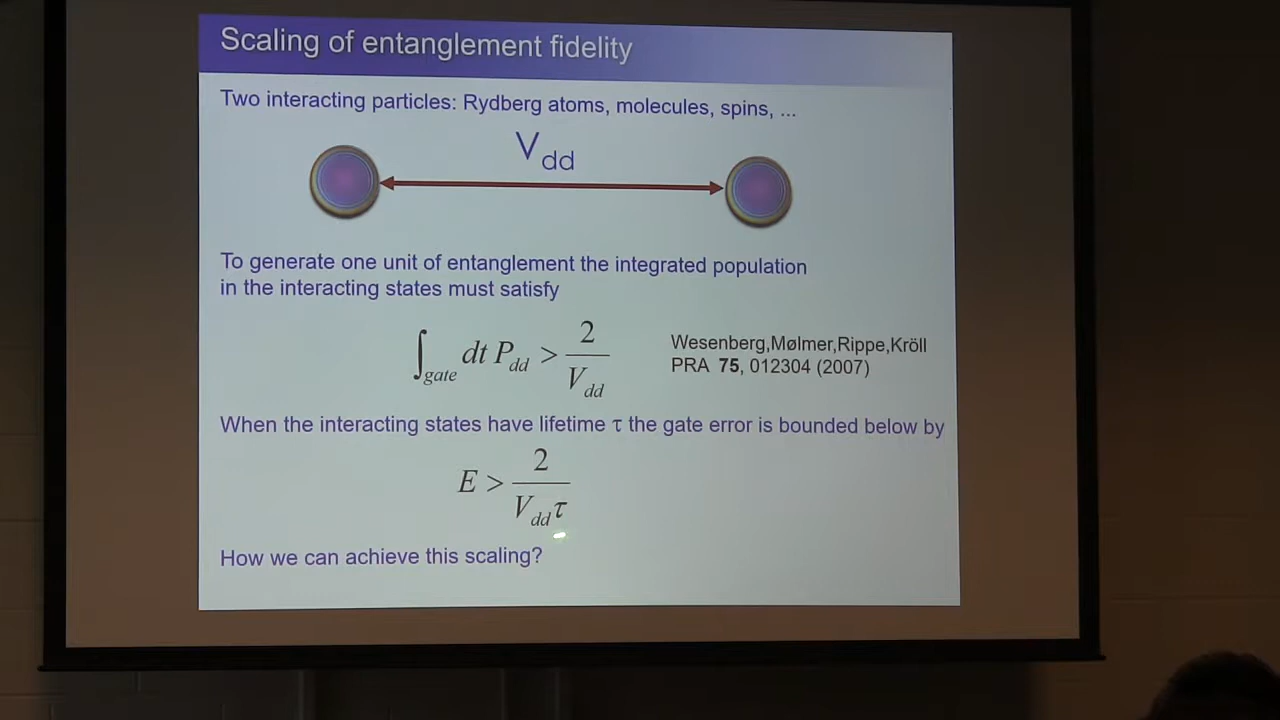 Scaling of entanglement fidelity
Two interacting particles: Rydberg atoms, molecules, spins, ...
V_dd
To generate one unit of entanglement the integrated population
in the interacting states must satisfy
∫_gate dt P_dd > 2 / V_dd
Wesenberg,Mølmer,Rippe,Kröll
PRA 75, 012304 (2007)
When the interacting states have lifetime τ the gate error is bounded below by
E > 2 / V_dd τ
How we can achieve this scaling?